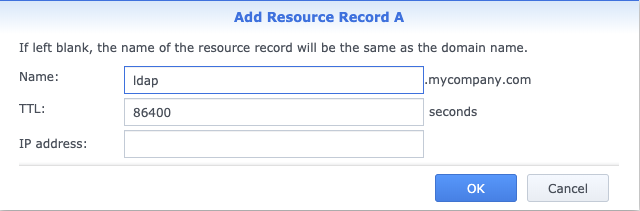 Add Resource Record A
If left blank, the name of the resource record will be the same as the domain name.
Name: ldap .mycompany.com
TTL: 86400 seconds
IP address:
OK Cancel